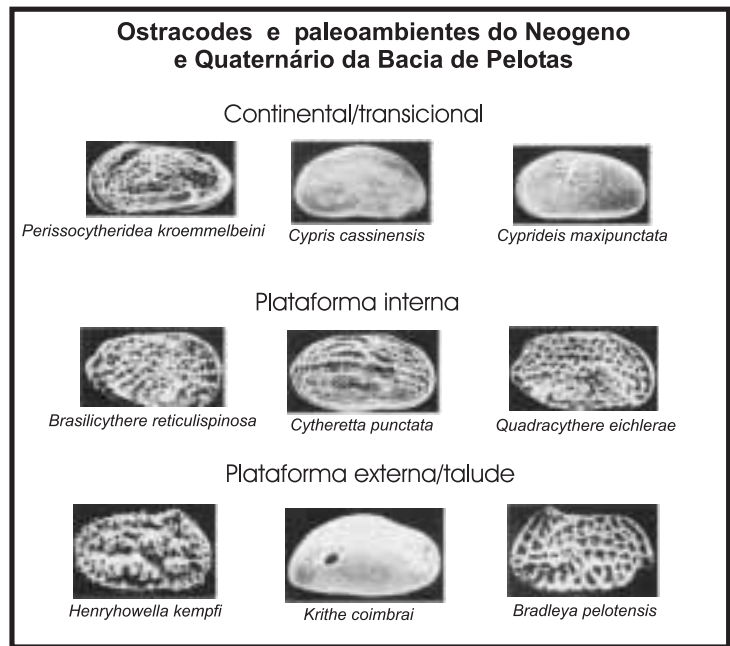 Ostracodes e paleoambientes do Neogeno
e Quaternário da Bacia de Pelotas
Continental/transicional
Perissocytheridea kroemmelbeini
Cypris cassinensis
Cyprideis maxipunctata
Plataforma interna
Brasilicythere reticulispinosa
Cytheretta punctata
Quadracythere eichlerae
Plataforma externa/talude
Henryhowella kempfi
Krithe coimbrai
Bradleya pelotensis